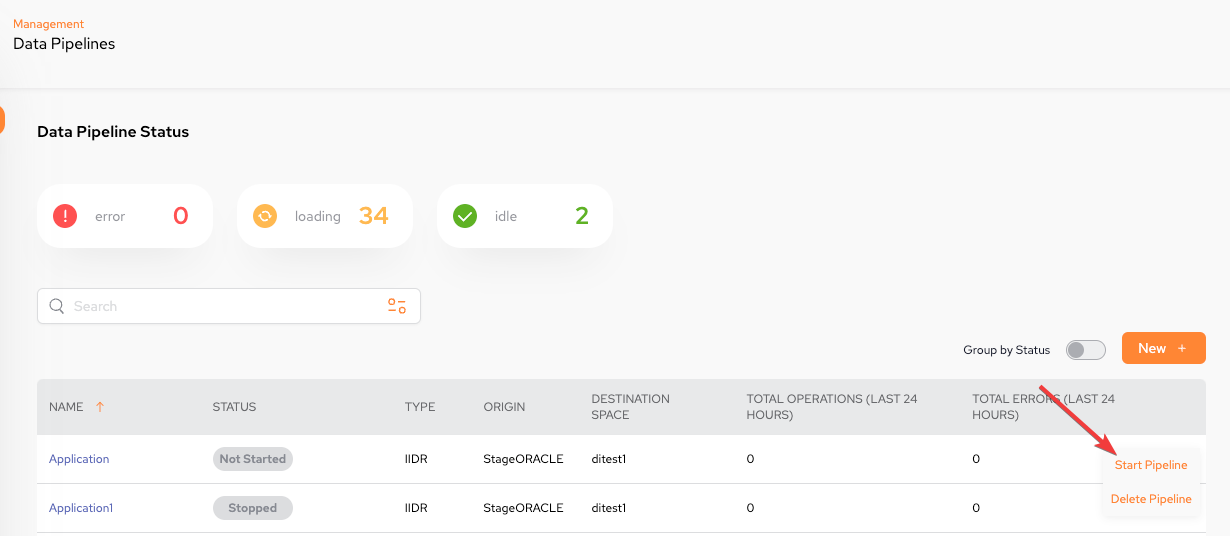 Management
Data Pipelines
Data Pipeline Status
error 0 loading 34 idle 2
Search
Group by Status New +
NAME STATUS TYPE ORIGIN DESTINATION SPACE TOTAL OPERATIONS (LAST 24 HOURS) TOTAL ERRORS (LAST 24 HOURS)
Application Not Started IIDR StageORACLE ditest1 0 0
Start Pipeline
Delete Pipeline
Application1 Stopped IIDR StageORACLE ditest1 0 0